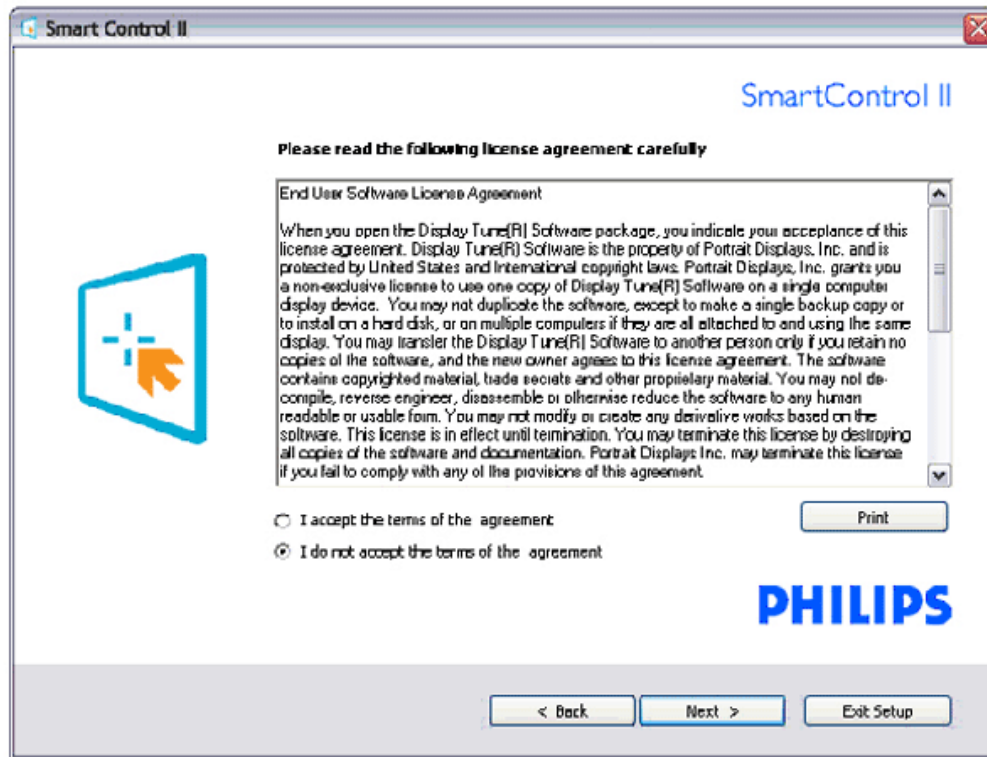 Smart Control II
SmartControl II
Please read the following license agreement carefully
End User Software License Agreement
When you open the Display Tune(R) Software package, you indicate your acceptance of this
license agreement. Display Tune(R) Software is the property of Portrait Displays, Inc. and is
protected by United States and International copyright laws. Portrait Displays, Inc. grants you
a non-exclusive license to use one copy of Display Tune(R) Software on a single computer
display device. You may not duplicate the software, except to make a single backup copy or
to install on a hard disk, or on multiple computers if they are all attached to and using the same
display. You may transfer the Display Tune(R) Software to another person only if you retain no
copies of the software, and the new owner agrees to this license agreement. The software
contains copyrighted material, trade secrets and other proprietary material. You may not de-
compile, reverse engineer, disassemble or otherwise reduce the software to any human
readable or usable form. You may not modify or create any derivative works based on the
software. This license is in effect until termination. You may terminate this license by destroying
all copies of the software and documentation. Portrait Displays Inc. may terminate this license
if you fail to comply with any of the provisions of this agreement.
I accept the terms of the agreement
Print
I do not accept the terms of the agreement
PHILIPS
< Back
Next >
Exit Setup